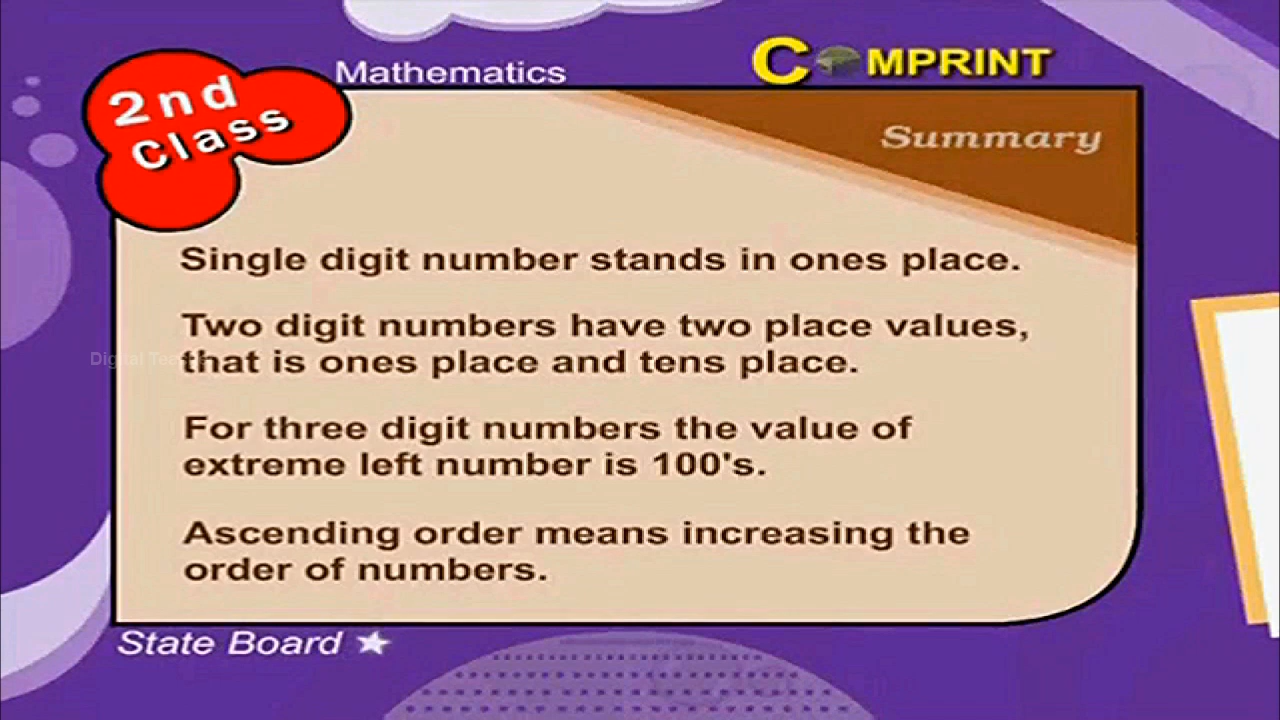 Mathematics
COMPRINT
2nd
Class
Summary
Single digit number stands in ones place.
Two digit numbers have two place values,
that is ones place and tens place.
For three digit numbers the value of
extreme left number is 100's.
Ascending order means increasing the
order of numbers.
Digital
State Board